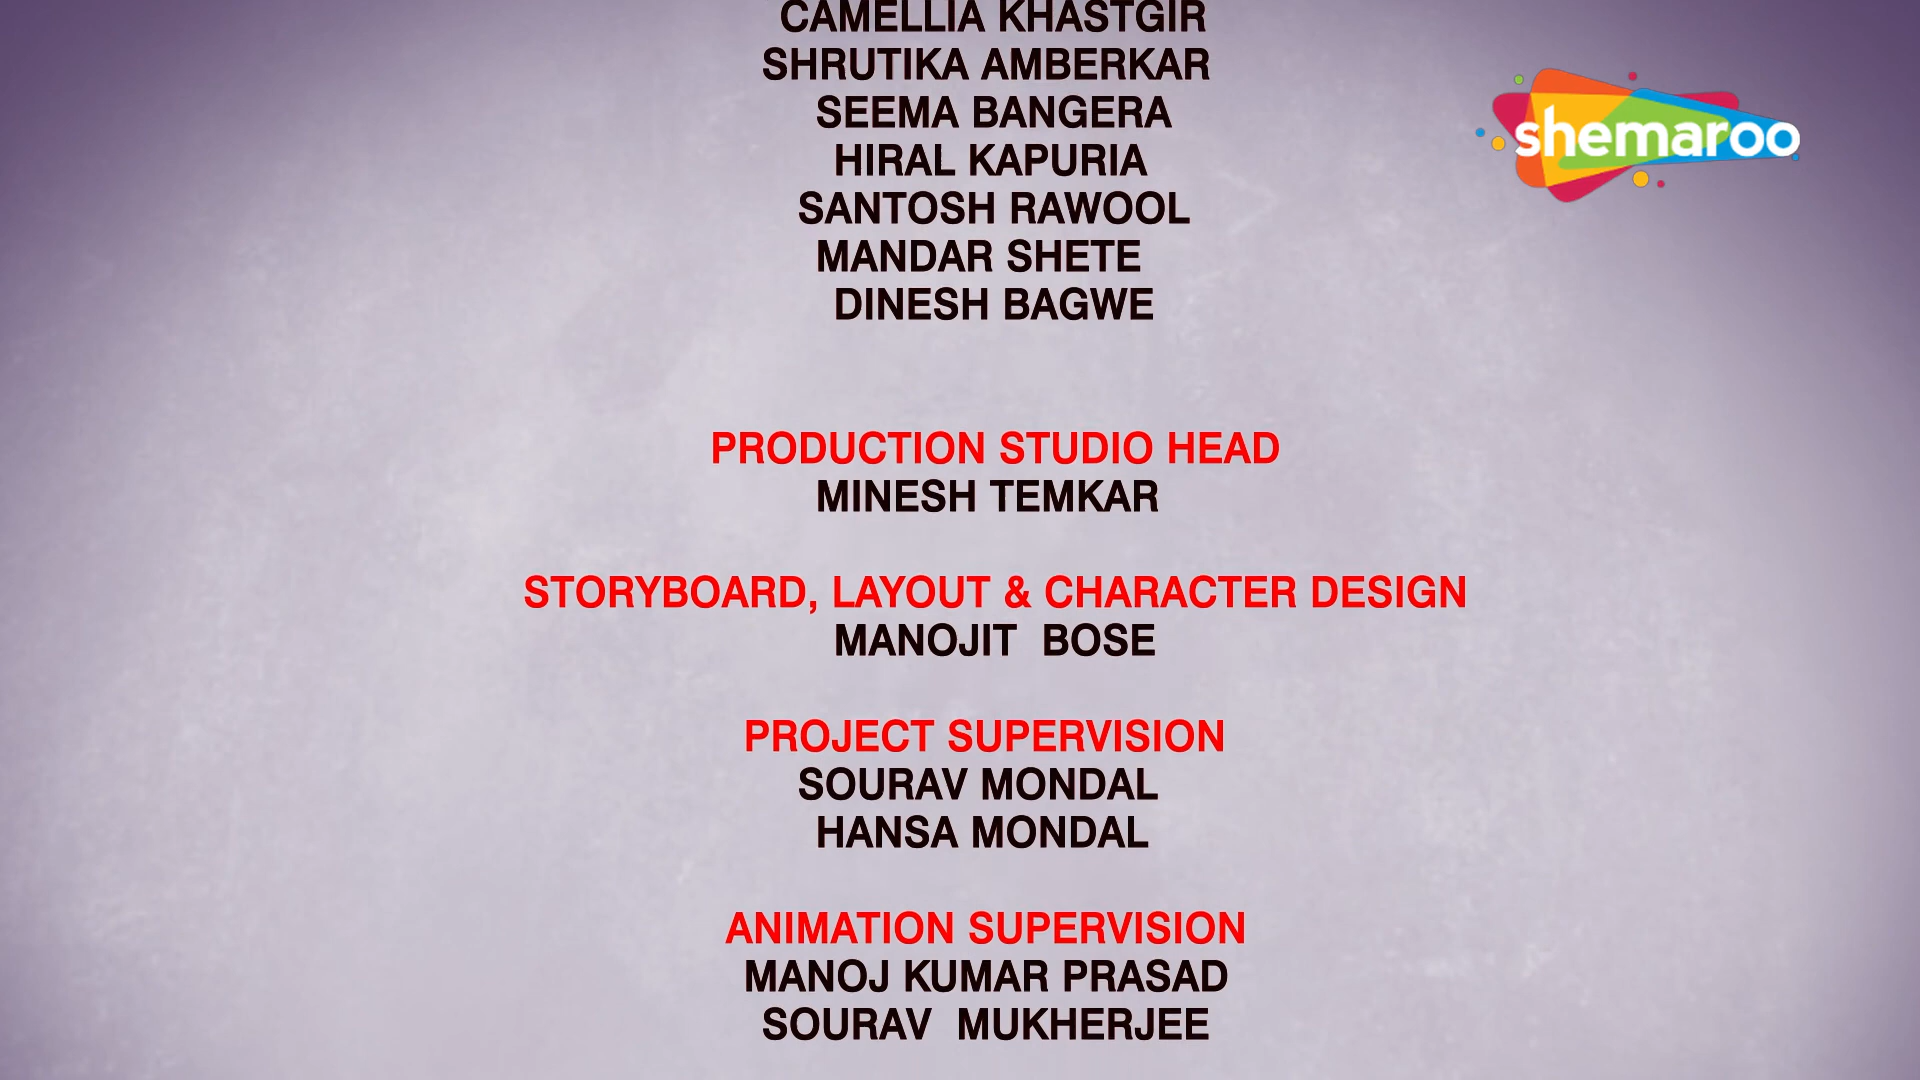 CAMELLIA KHASTGIR
SHRUTIKA AMBERKAR
shemaroo
SEEMA BANGERA
HIRAL KAPURIA
SANTOSH RAWOOL
MANDAR SHETE
DINESH BAGWE
PRODUCTION STUDIO HEAD
MINESH TEMKAR
STORYBOARD, LAYOUT & CHARACTER DESIGN
MANOJIT  BOSE
PROJECT SUPERVISION
SOURAV MONDAL
HANSA MONDAL
ANIMATION SUPERVISION
MANOJ KUMAR PRASAD
SOURAV  MUKHERJEE